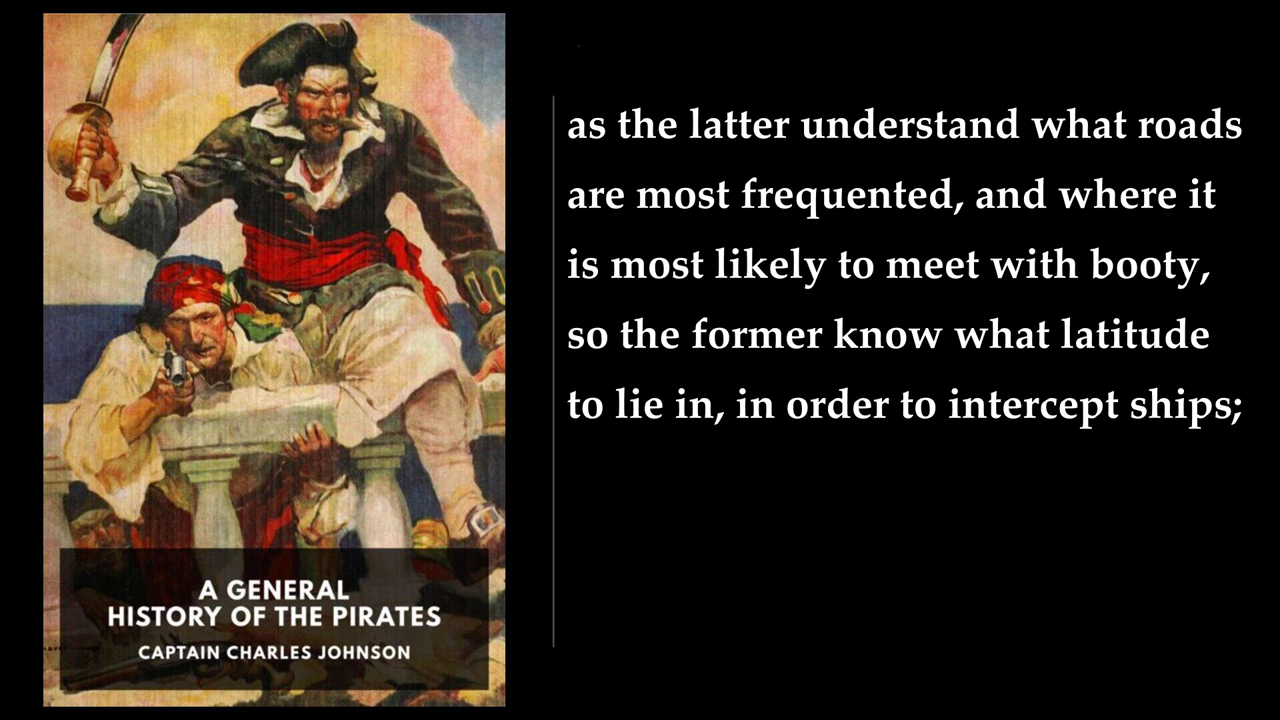 A GENERAL
HISTORY OF THE PIRATES
CAPTAIN CHARLES JOHNSON
as the latter understand what roads
are most frequented, and where it
is most likely to meet with booty,
so the former know what latitude
to lie in, in order to intercept ships;